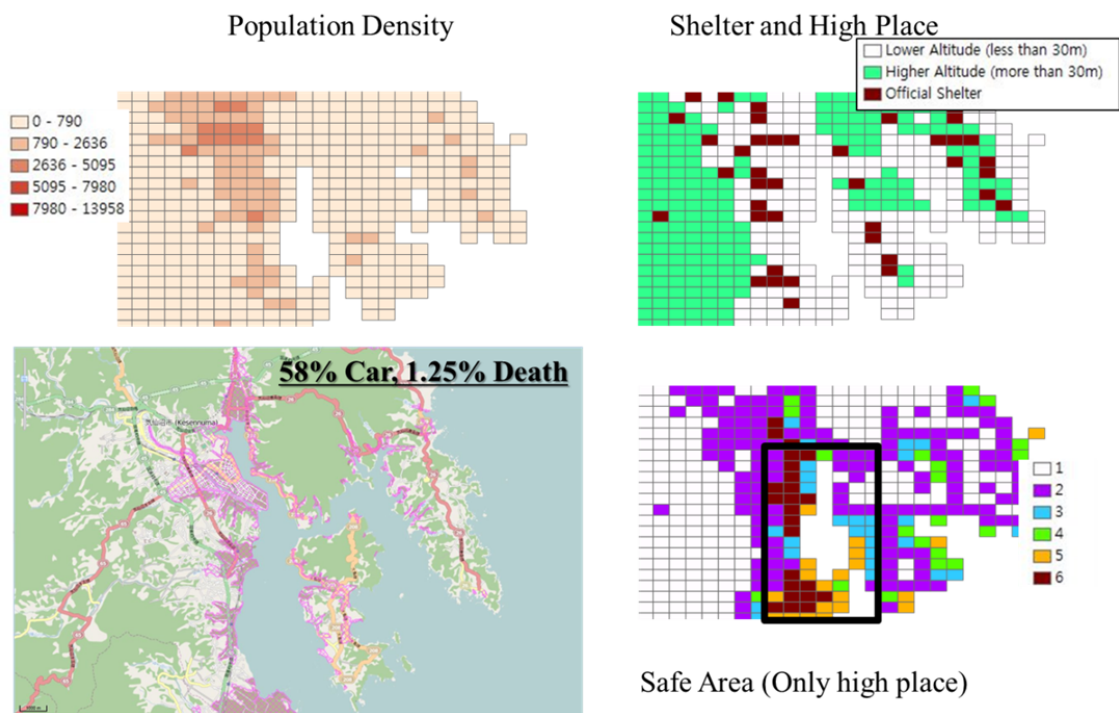 Population Density
Shelter and High Place
Lower Altitude (less than 30m)
Higher Altitude (more than 30m)
Official Shelter
0 - 790
790 - 2636
2636 - 5095
5095 - 7980
7980 - 13958
58% Car, 1.25% Death
(Kesennuma)
1
2
3
4
5
6
Safe Area (Only high place)